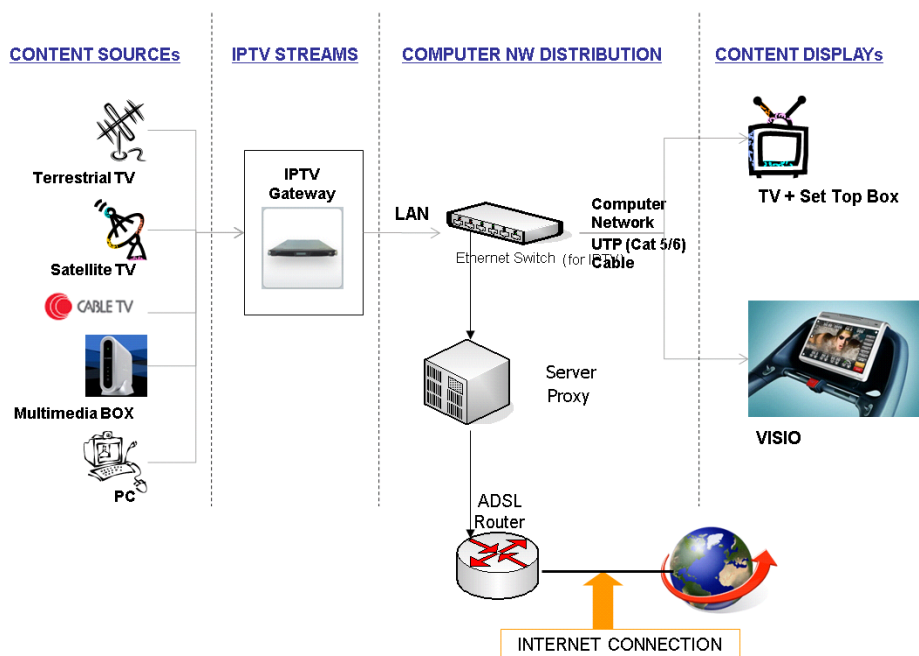 CONTENT SOURCEs
IPTV STREAMS
COMPUTER NW DISTRIBUTION
CONTENT DISPLAYs
Terrestrial TV
Satellite TV
CABLE TV
Multimedia BOX
PC
IPTV
Gateway
LAN
Ethernet Switch (for IPTV)
Computer
Network
UTP (Cat 5/6)
Cable
Server
Proxy
ADSL
Router
INTERNET CONNECTION
TV + Set Top Box
VISIO